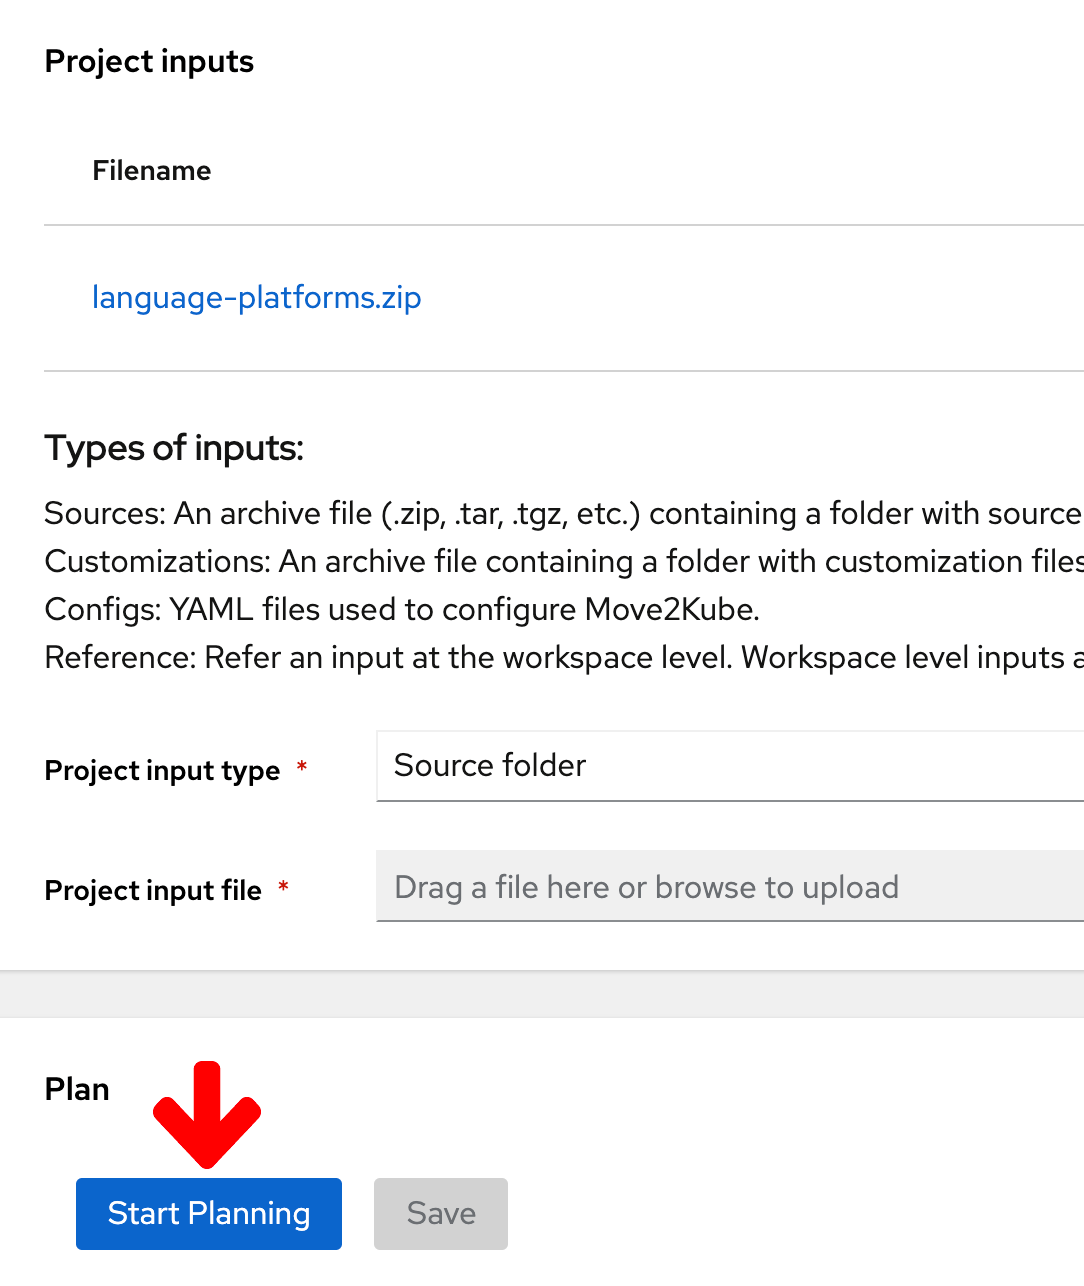 Project inputs
Filename
language-platforms.zip
Types of inputs:
Sources: An archive file (.zip, .tar, .tgz, etc.) containing a folder with source
Customizations: An archive file containing a folder with customization files
Configs: YAML files used to configure Move2Kube.
Reference: Refer an input at the workspace level. Workspace level inputs a
Project input type *
Source folder
Project input file *
Drag a file here or browse to upload
Plan
Start Planning
Save